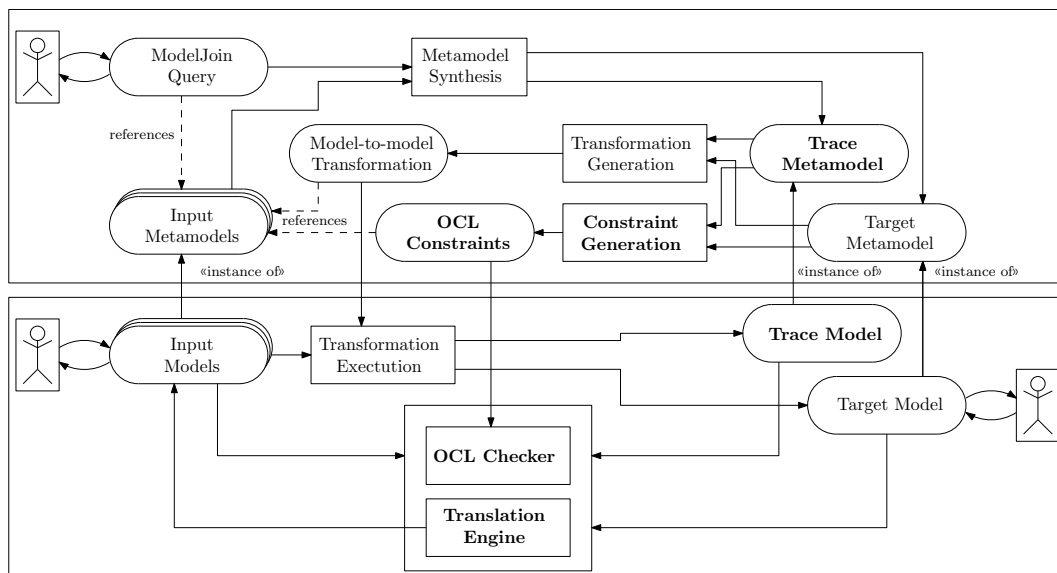 ModelJoin
Query
Metamodel
Synthesis
references
Model-to-model
Transformation
Transformation
Generation
Trace
Metamodel
Input
Metamodels
references
OCL
Constraints
Constraint
Generation
Target
Metamodel
«instance of»
«instance of»
«instance of»
Input
Models
Transformation
Exectution
Trace Model
Target Model
OCL Checker
Translation
Engine